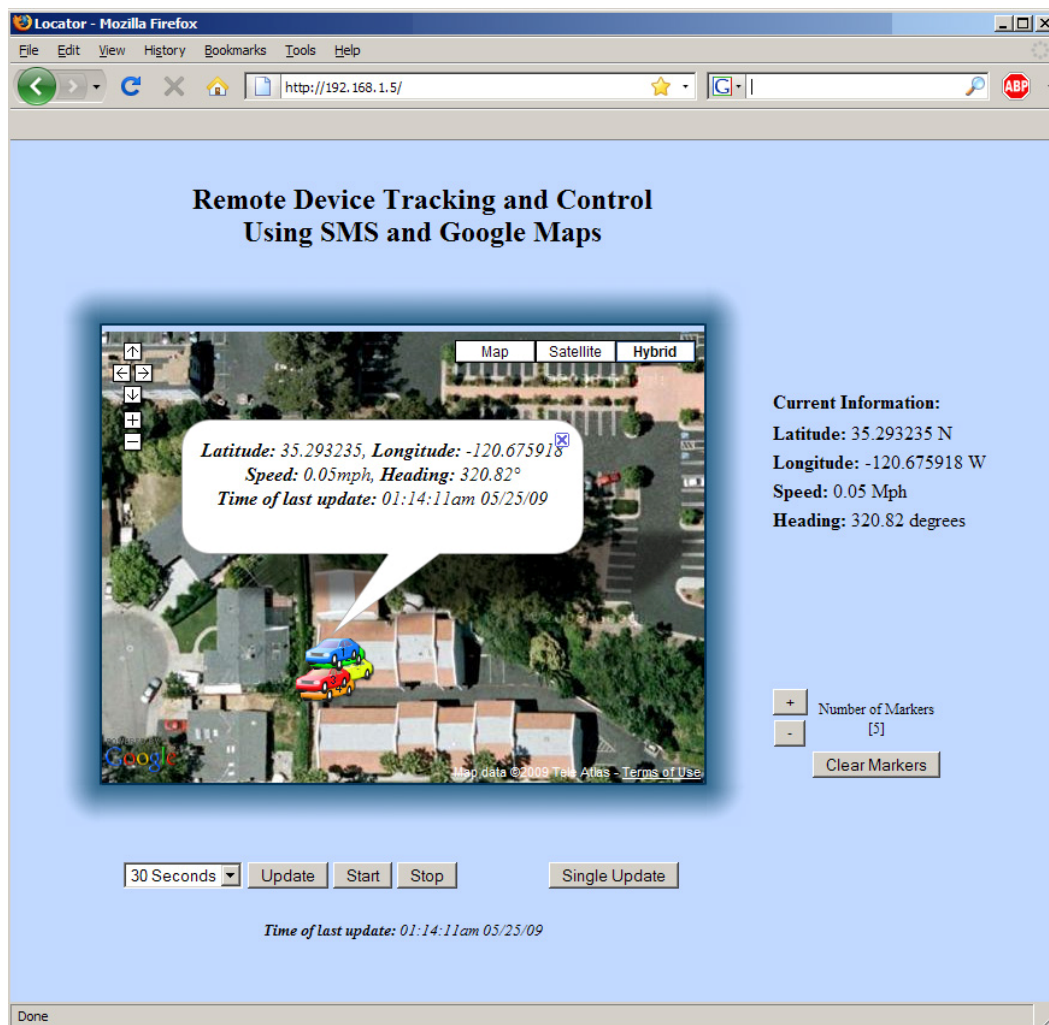 Locator - Mozilla Firefox
File Edit View History Bookmarks Tools Help
http://192.168.1.5/
G
ABP
Remote Device Tracking and Control
Using SMS and Google Maps
Map Satellite Hybrid
Latitude: 35.293235, Longitude: -120.675918
Speed: 0.05mph, Heading: 320.82°
Time of last update: 01:14:11am 05/25/09
Current Information:
Latitude: 35.293235 N
Longitude: -120.675918 W
Speed: 0.05 Mph
Heading: 320.82 degrees
+
Number of Markers
-
[5]
Clear Markers
POWERED BY
Google
Map data ©2009 Tele Atlas - Terms of Use
30 Seconds Update Start Stop Single Update
Time of last update: 01:14:11am 05/25/09
Done